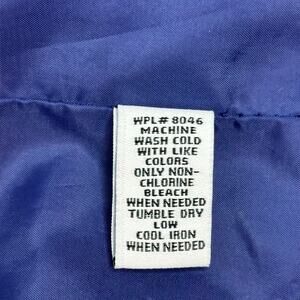 WPL# 8046
MACHINE
WASH COLD
WITH LIKE
COLORS
ONLY NON-
CHLORINE
BLEACH
WHEN NEEDED
TUMBLE DRY
LOW
COOL IRON
WHEN NEEDED